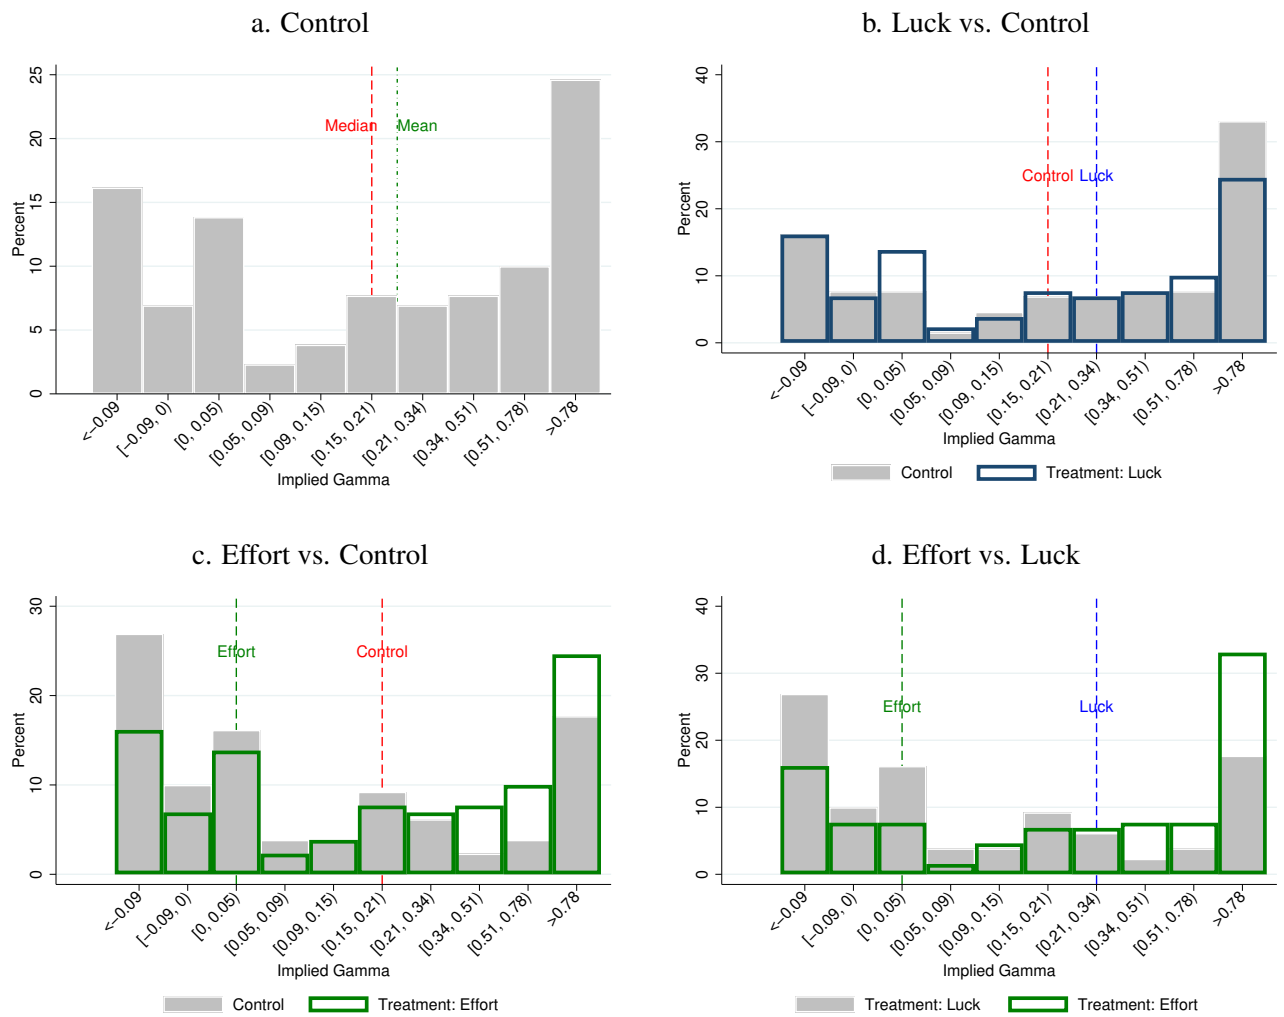 a. Control
25
20
15
10
5
0
Percent
Median
Mean
<−0.09
[−0.09, 0)
[0, 0.05)
[0.05, 0.09)
[0.09, 0.15)
[0.15, 0.21)
[0.21, 0.34)
[0.34, 0.51)
[0.51, 0.78)
>0.78
Implied Gamma
b. Luck vs. Control
40
30
20
10
0
Percent
Control
Luck
<−0.09
[−0.09, 0)
[0, 0.05)
[0.05, 0.09)
[0.09, 0.15)
[0.15, 0.21)
[0.21, 0.34)
[0.34, 0.51)
[0.51, 0.78)
>0.78
Implied Gamma
Control
Treatment: Luck
c. Effort vs. Control
30
20
10
0
Percent
Effort
Control
<−0.09
[−0.09, 0)
[0, 0.05)
[0.05, 0.09)
[0.09, 0.15)
[0.15, 0.21)
[0.21, 0.34)
[0.34, 0.51)
[0.51, 0.78)
>0.78
Implied Gamma
Control
Treatment: Effort
d. Effort vs. Luck
40
30
20
10
0
Percent
Effort
Luck
<−0.09
[−0.09, 0)
[0, 0.05)
[0.05, 0.09)
[0.09, 0.15)
[0.15, 0.21)
[0.21, 0.34)
[0.34, 0.51)
[0.51, 0.78)
>0.78
Implied Gamma
Treatment: Luck
Treatment: Effort